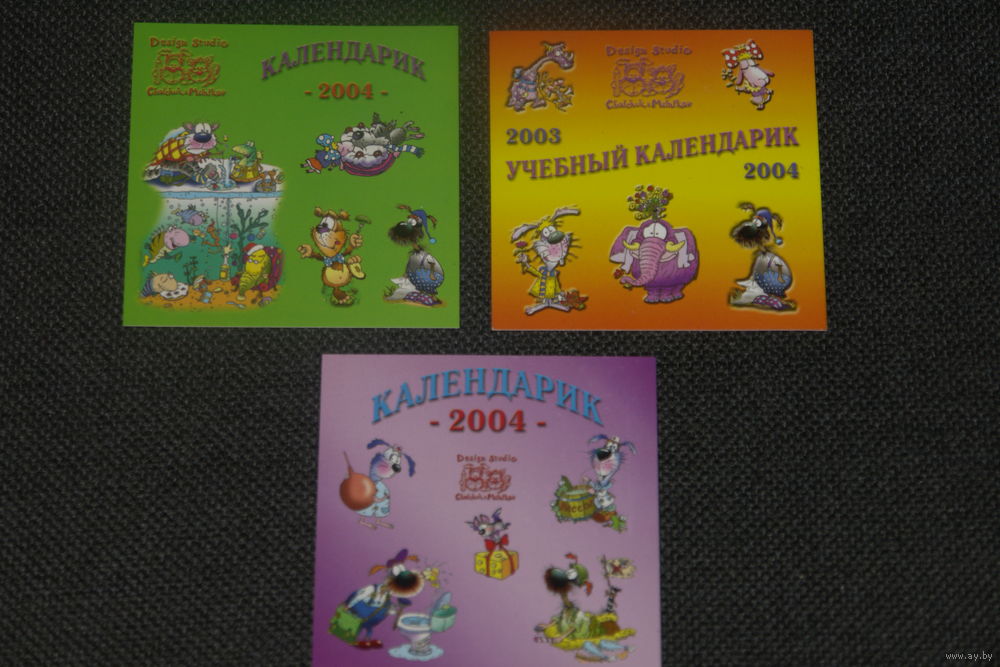 Design Studio
КАЛЕНДАРИК
- 2004 -
Design Studio
2003
УЧЕБНЫЙ КАЛЕНДАРИК
2004
КАЛЕНДАРИК
- 2004 -
Design Studio
www.ay.by